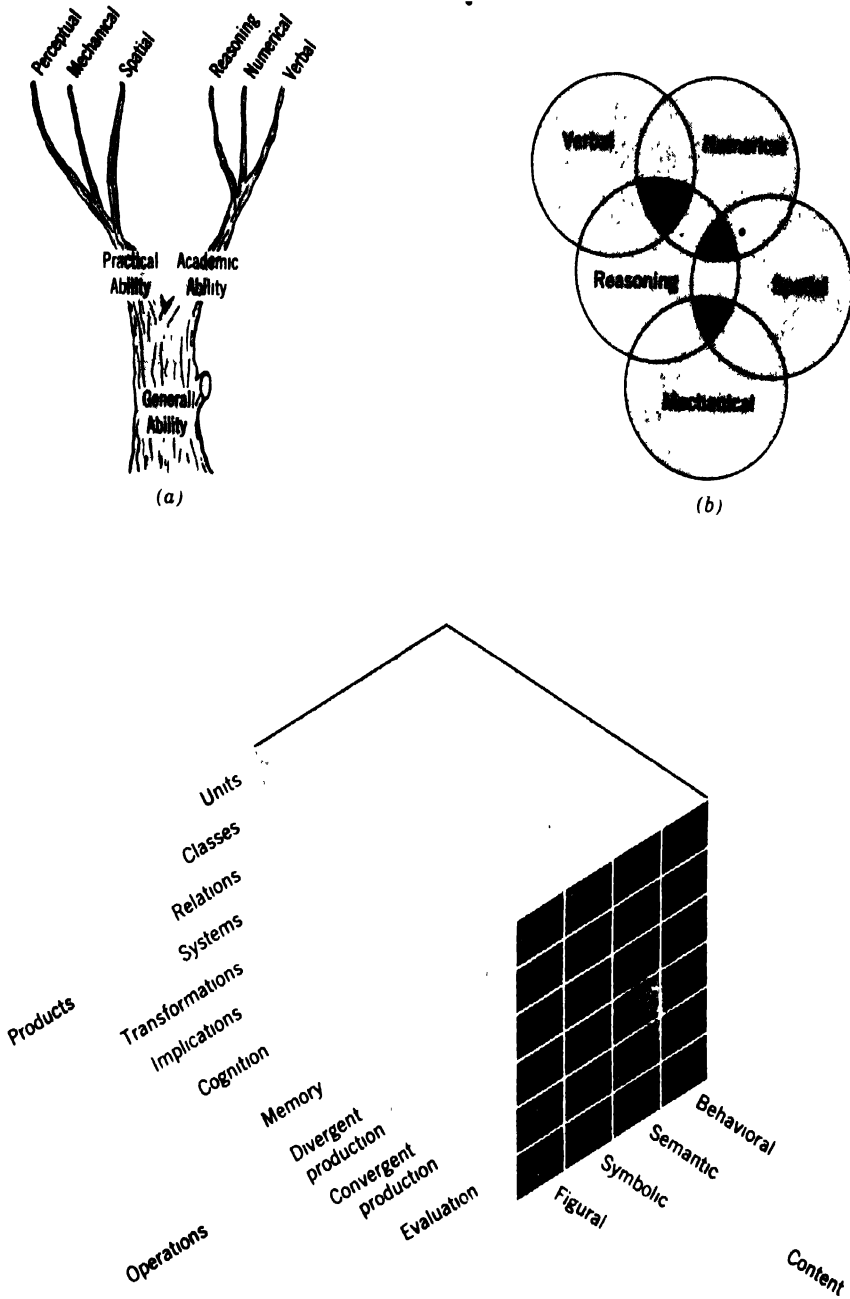 Perceptual
Mechanical
Spatial
Reasoning
Numerical
Verbal
Practical
Ability
Academic
Ability
General
Ability
(a)
Verbal
Numerical
Reasoning
Spatial
Mechanical
(b)
Units
Classes
Relations
Systems
Transformations
Implications
Products
Cognition
Memory
Divergent
production
Convergent
production
Evaluation
Operations
Behavioral
Semantic
Symbolic
Figural
Content